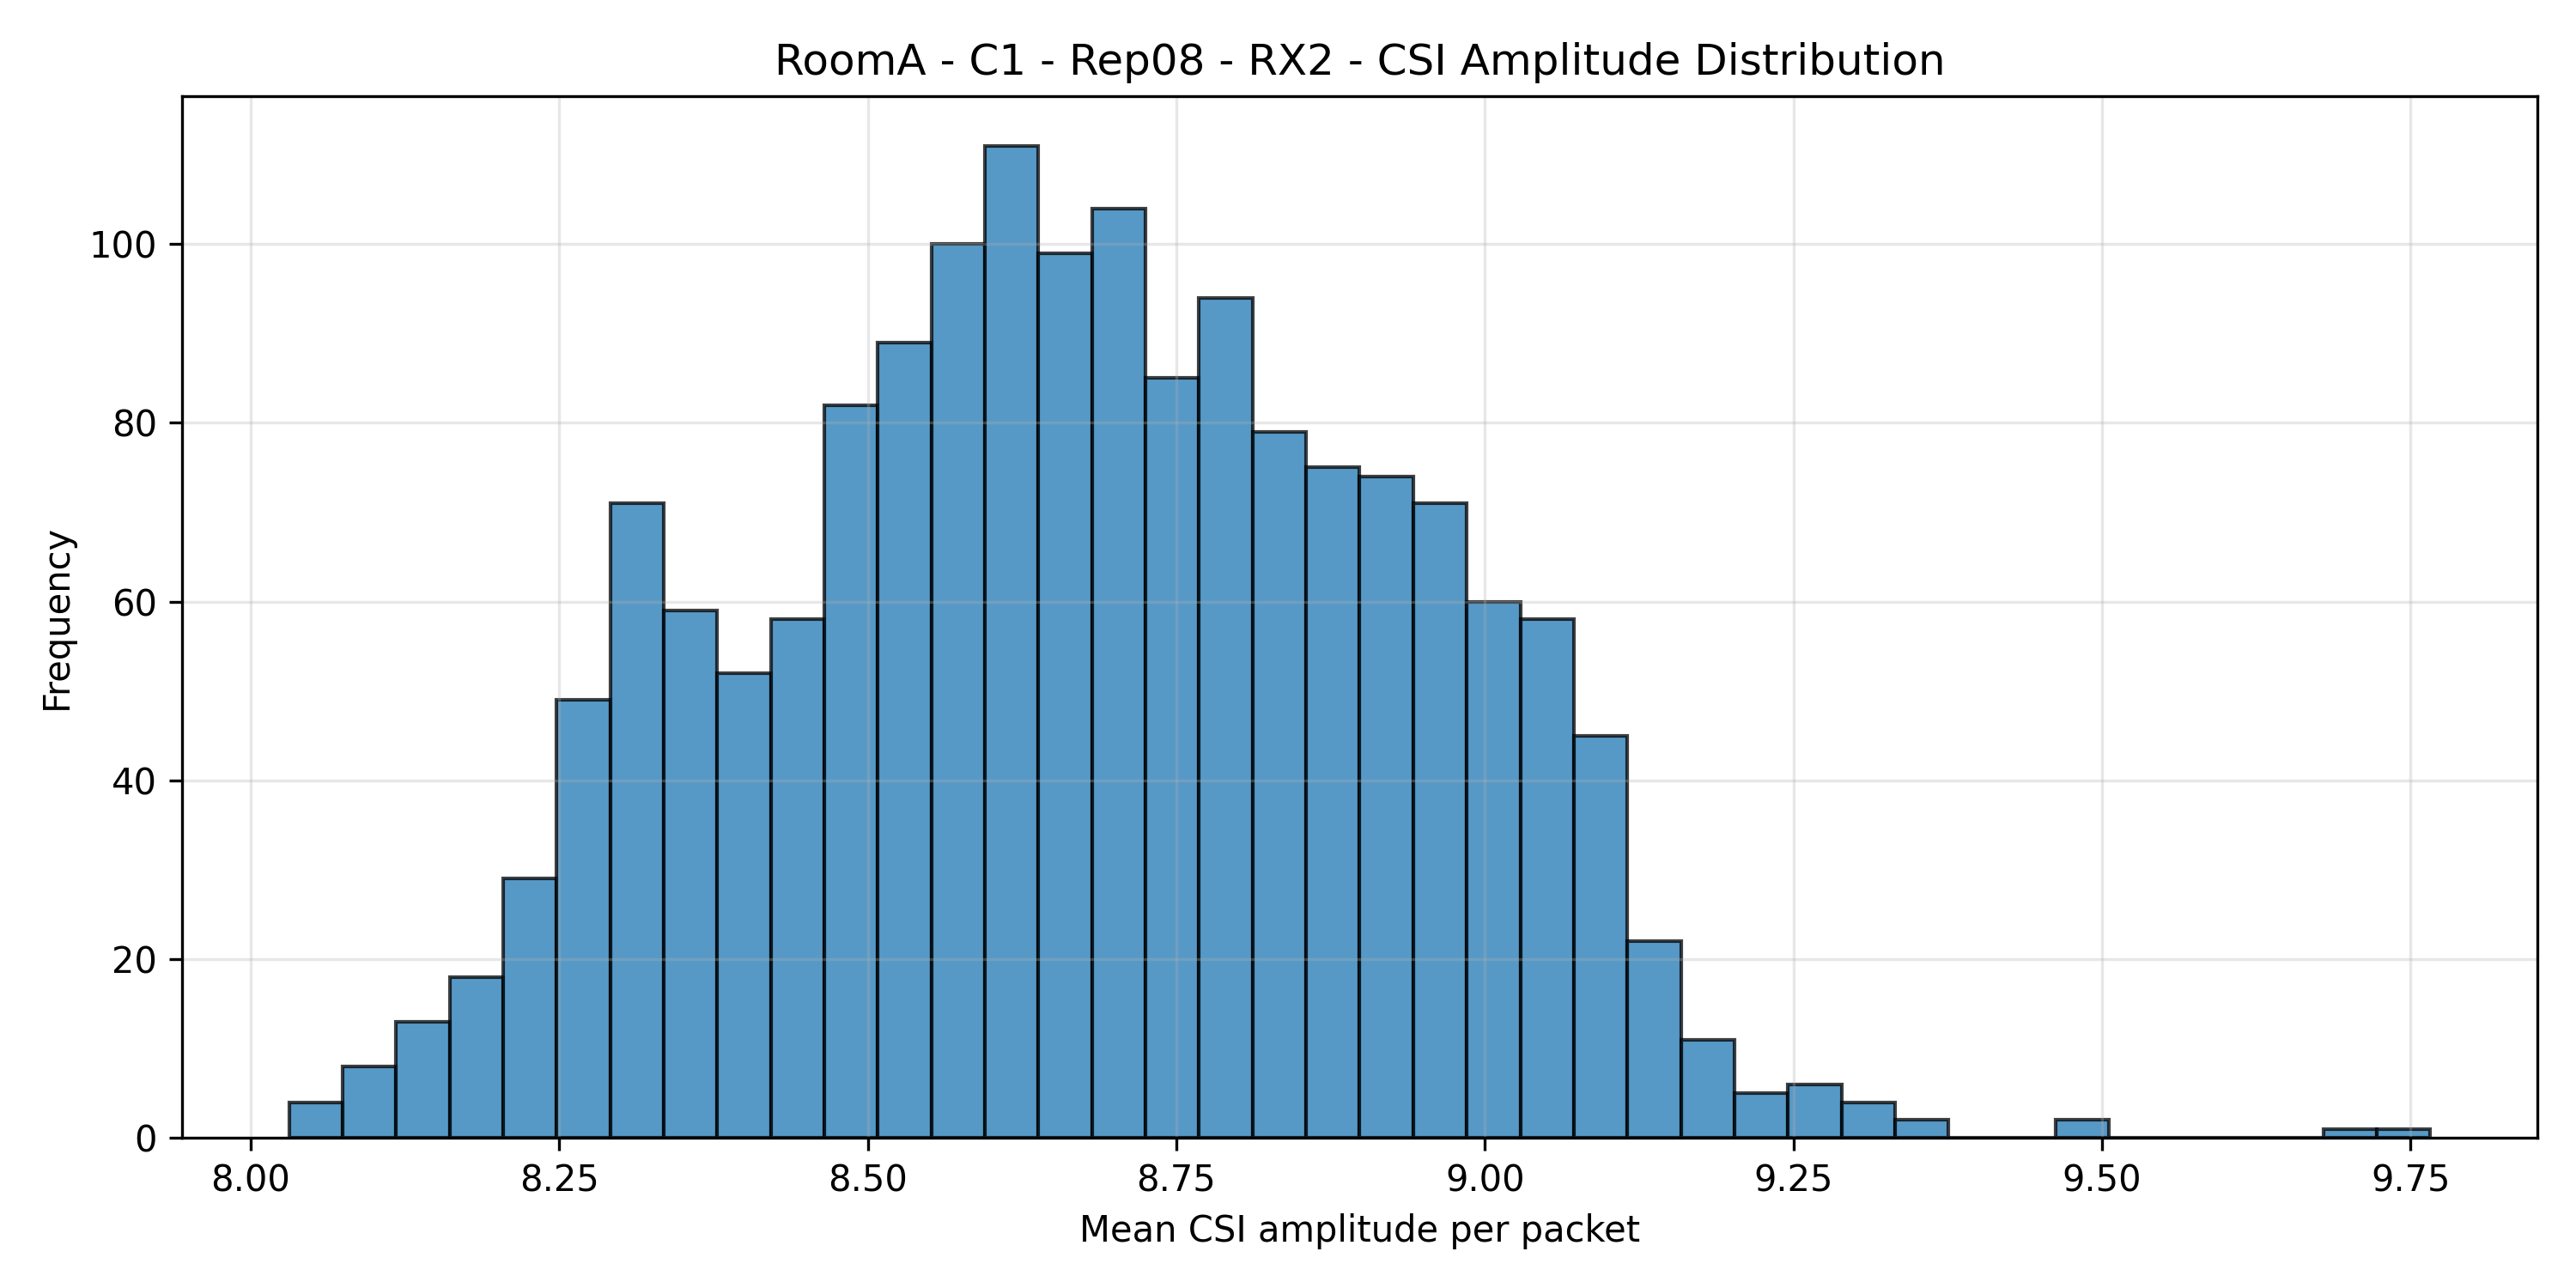 RoomA - C1 - Rep08 - RX2 - CSI Amplitude Distribution
Frequency
100
80
60
40
20
0
8.00 8.25 8.50 8.75 9.00 9.25 9.50 9.75
Mean CSI amplitude per packet